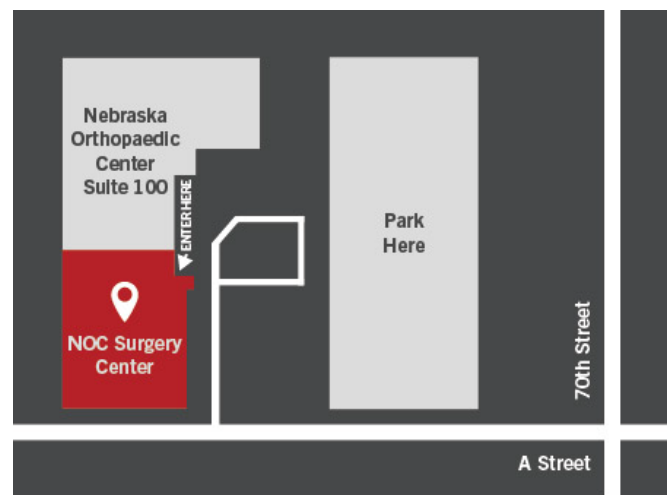 Nebraska
Orthopaedic
Center
Suite 100
ENTER HERE
NOC Surgery
Center
Park
Here
70th Street
A Street